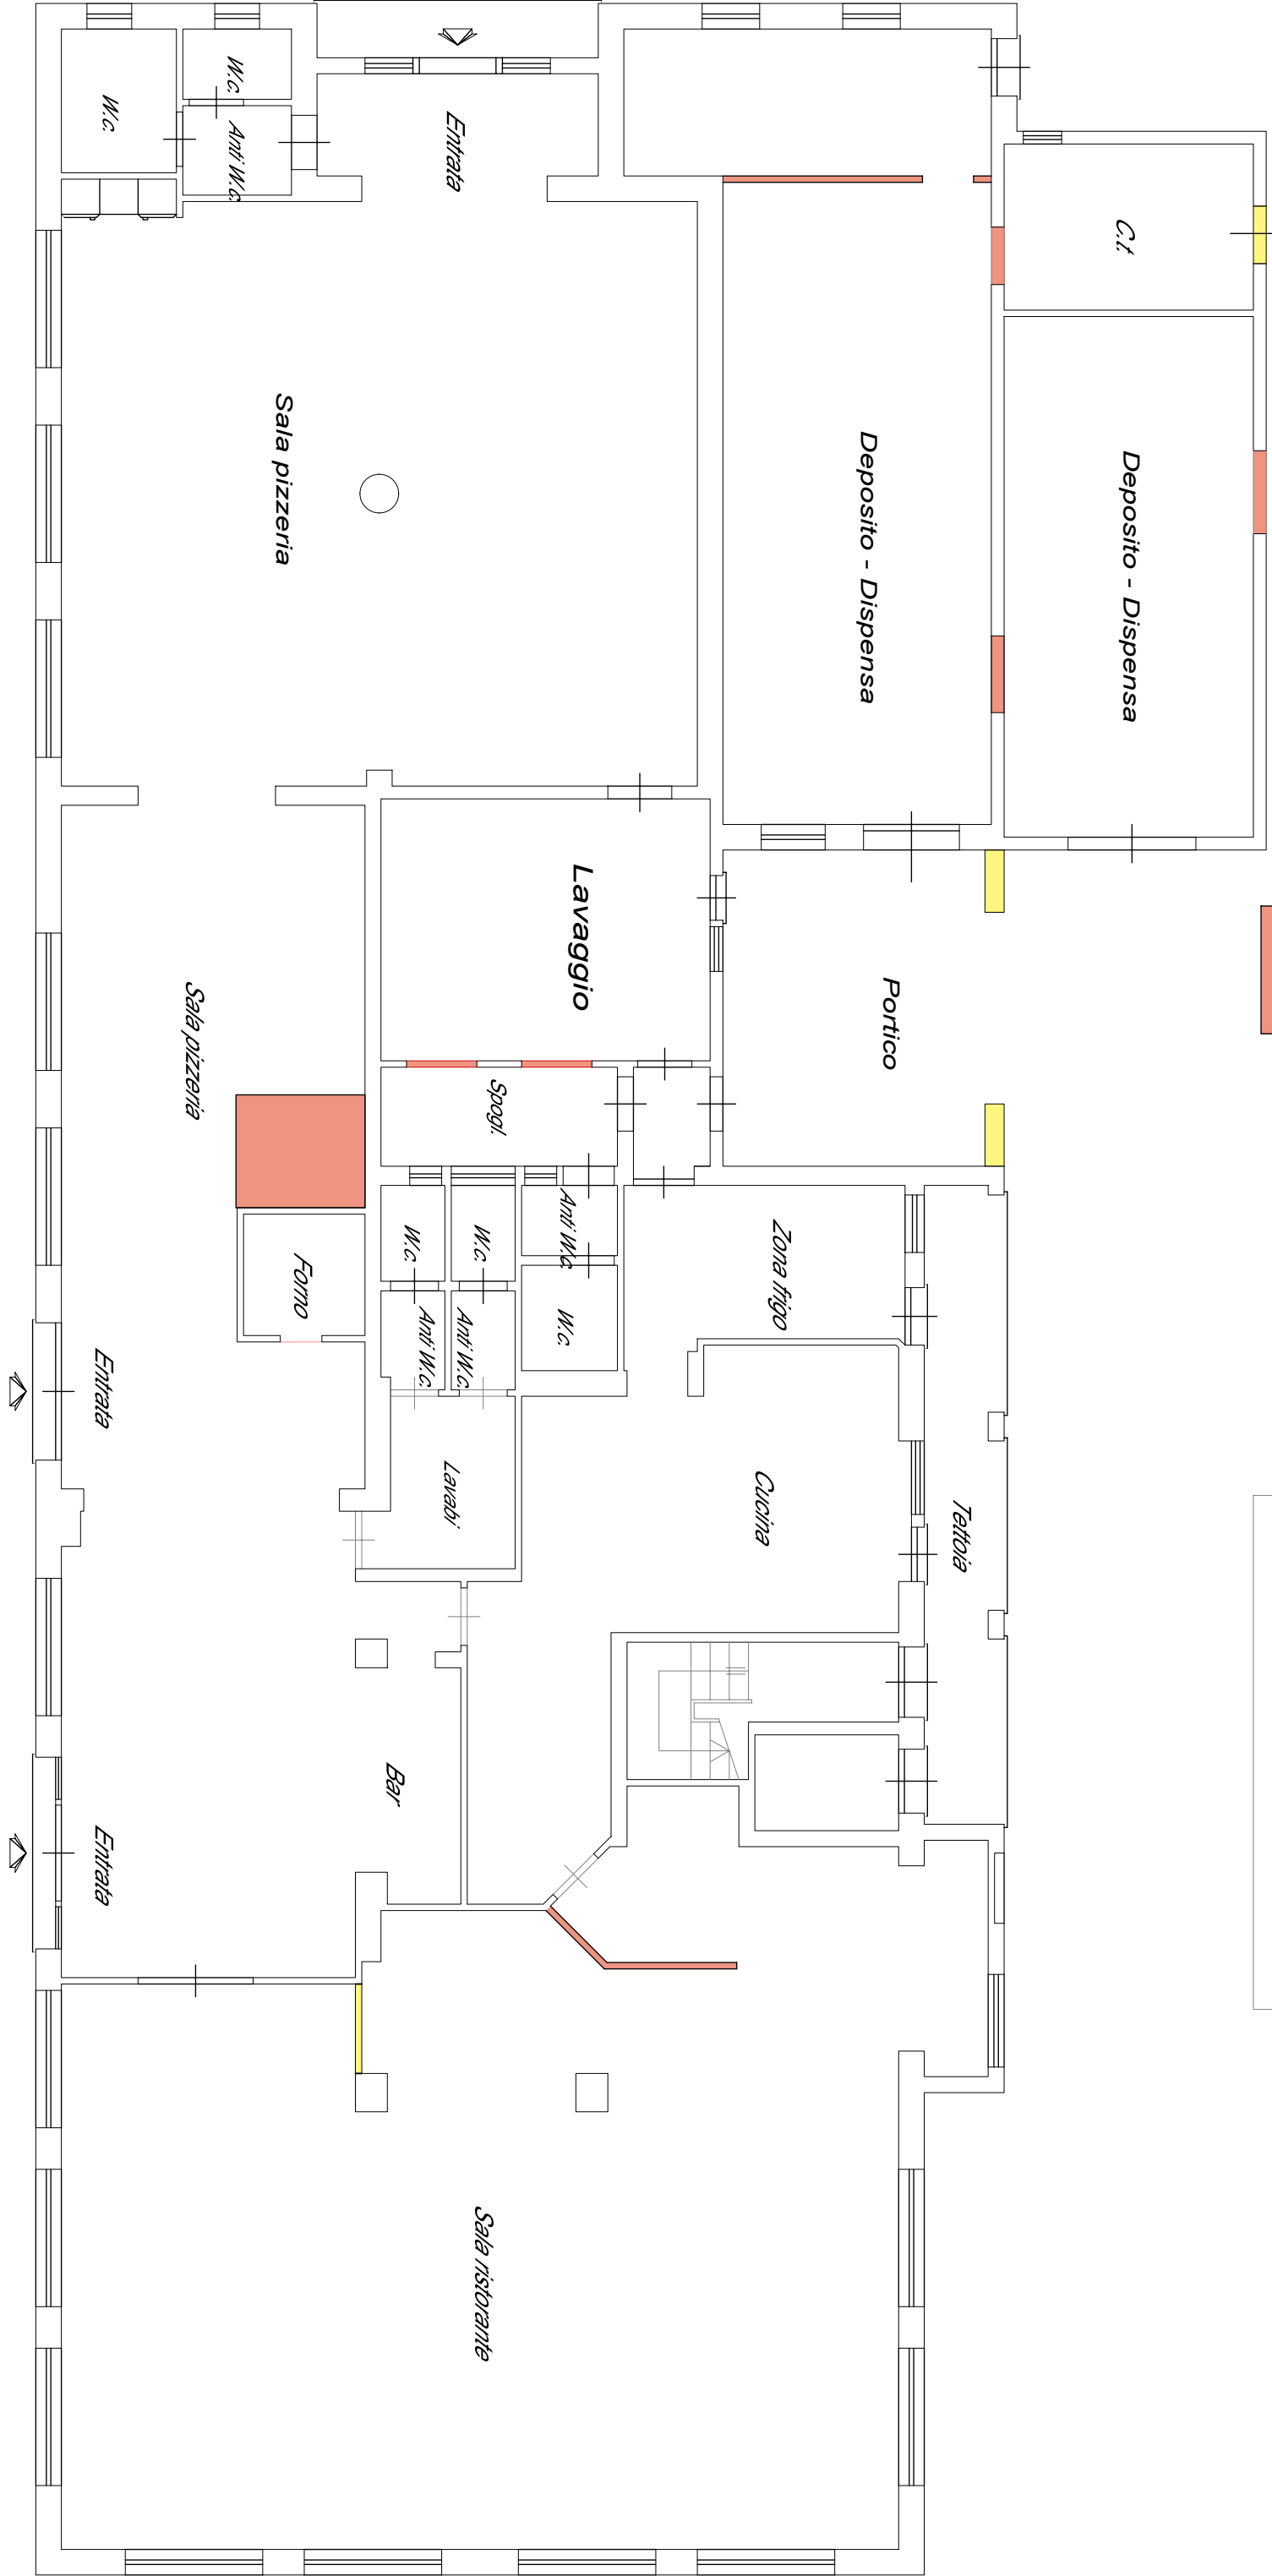 W.c.
W.c.
Anti W.c.
Entrata
C.t.
Sala pizzeria
Deposito - Dispensa
Deposito - Dispensa
Lavaggio
Portico
Sala pizzeria
Spogl.
Anti W.c.
W.c.
W.c.
Zona frigo
Forno
W.c
Anti W.c.
Anti W.c.
Entrata
Lavabi
Cucina
Tettoia
Bar
Entrata
Sala ristorante